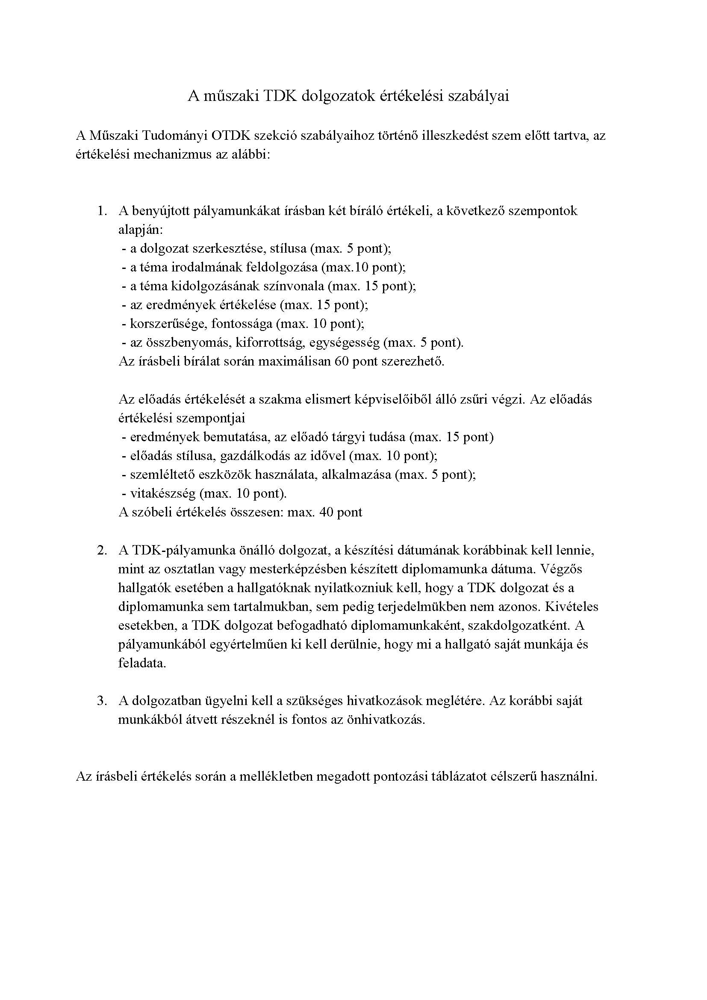 A műszaki TDK dolgozatok értékelési szabályai
A Műszaki Tudományi OTDK szekció szabályaihoz történő illeszkedést szem előtt tartva, az
értékelési mechanizmus az alábbi:
1. A benyújtott pályamunkákat írásban két bíráló értékeli, a következő szempontok
alapján:
- a dolgozat szerkesztése, stílusa (max. 5 pont);
- a téma irodalmának feldolgozása (max.10 pont);
- a téma kidolgozásának színvonala (max. 15 pont);
- az eredmények értékelése (max. 15 pont);
- korszerűsége, fontossága (max. 10 pont);
- az összbenyomás, kiforrottság, egységesség (max. 5 pont).
Az írásbeli bírálat során maximálisan 60 pont szerezhető.
Az előadás értékelését a szakma elismert képviselőiből álló zsűri végzi. Az előadás
értékelési szempontjai
- eredmények bemutatása, az előadó tárgyi tudása (max. 15 pont)
- előadás stílusa, gazdálkodás az idővel (max. 10 pont);
- szemléltető eszközök használata, alkalmazása (max. 5 pont);
- vitakészség (max. 10 pont).
A szóbeli értékelés összesen: max. 40 pont
2. A TDK-pályamunka önálló dolgozat, a készítési dátumának korábbinak kell lennie,
mint az osztatlan vagy mesterképzésben készített diplomamunka dátuma. Végzős
hallgatók esetében a hallgatóknak nyilatkozniuk kell, hogy a TDK dolgozat és a
diplomamunka sem tartalmukban, sem pedig terjedelmükben nem azonos. Kivételes
esetekben, a TDK dolgozat befogadható diplomamunkaként, szakdolgozatként. A
pályamunkából egyértelműen ki kell derülnie, hogy mi a hallgató saját munkája és
feladata.
3. A dolgozatban ügyelni kell a szükséges hivatkozások meglétére. Az korábbi saját
munkákból átvett részeknél is fontos az önhivatkozás.
Az írásbeli értékelés során a mellékletben megadott pontozási táblázatot célszerű használni.